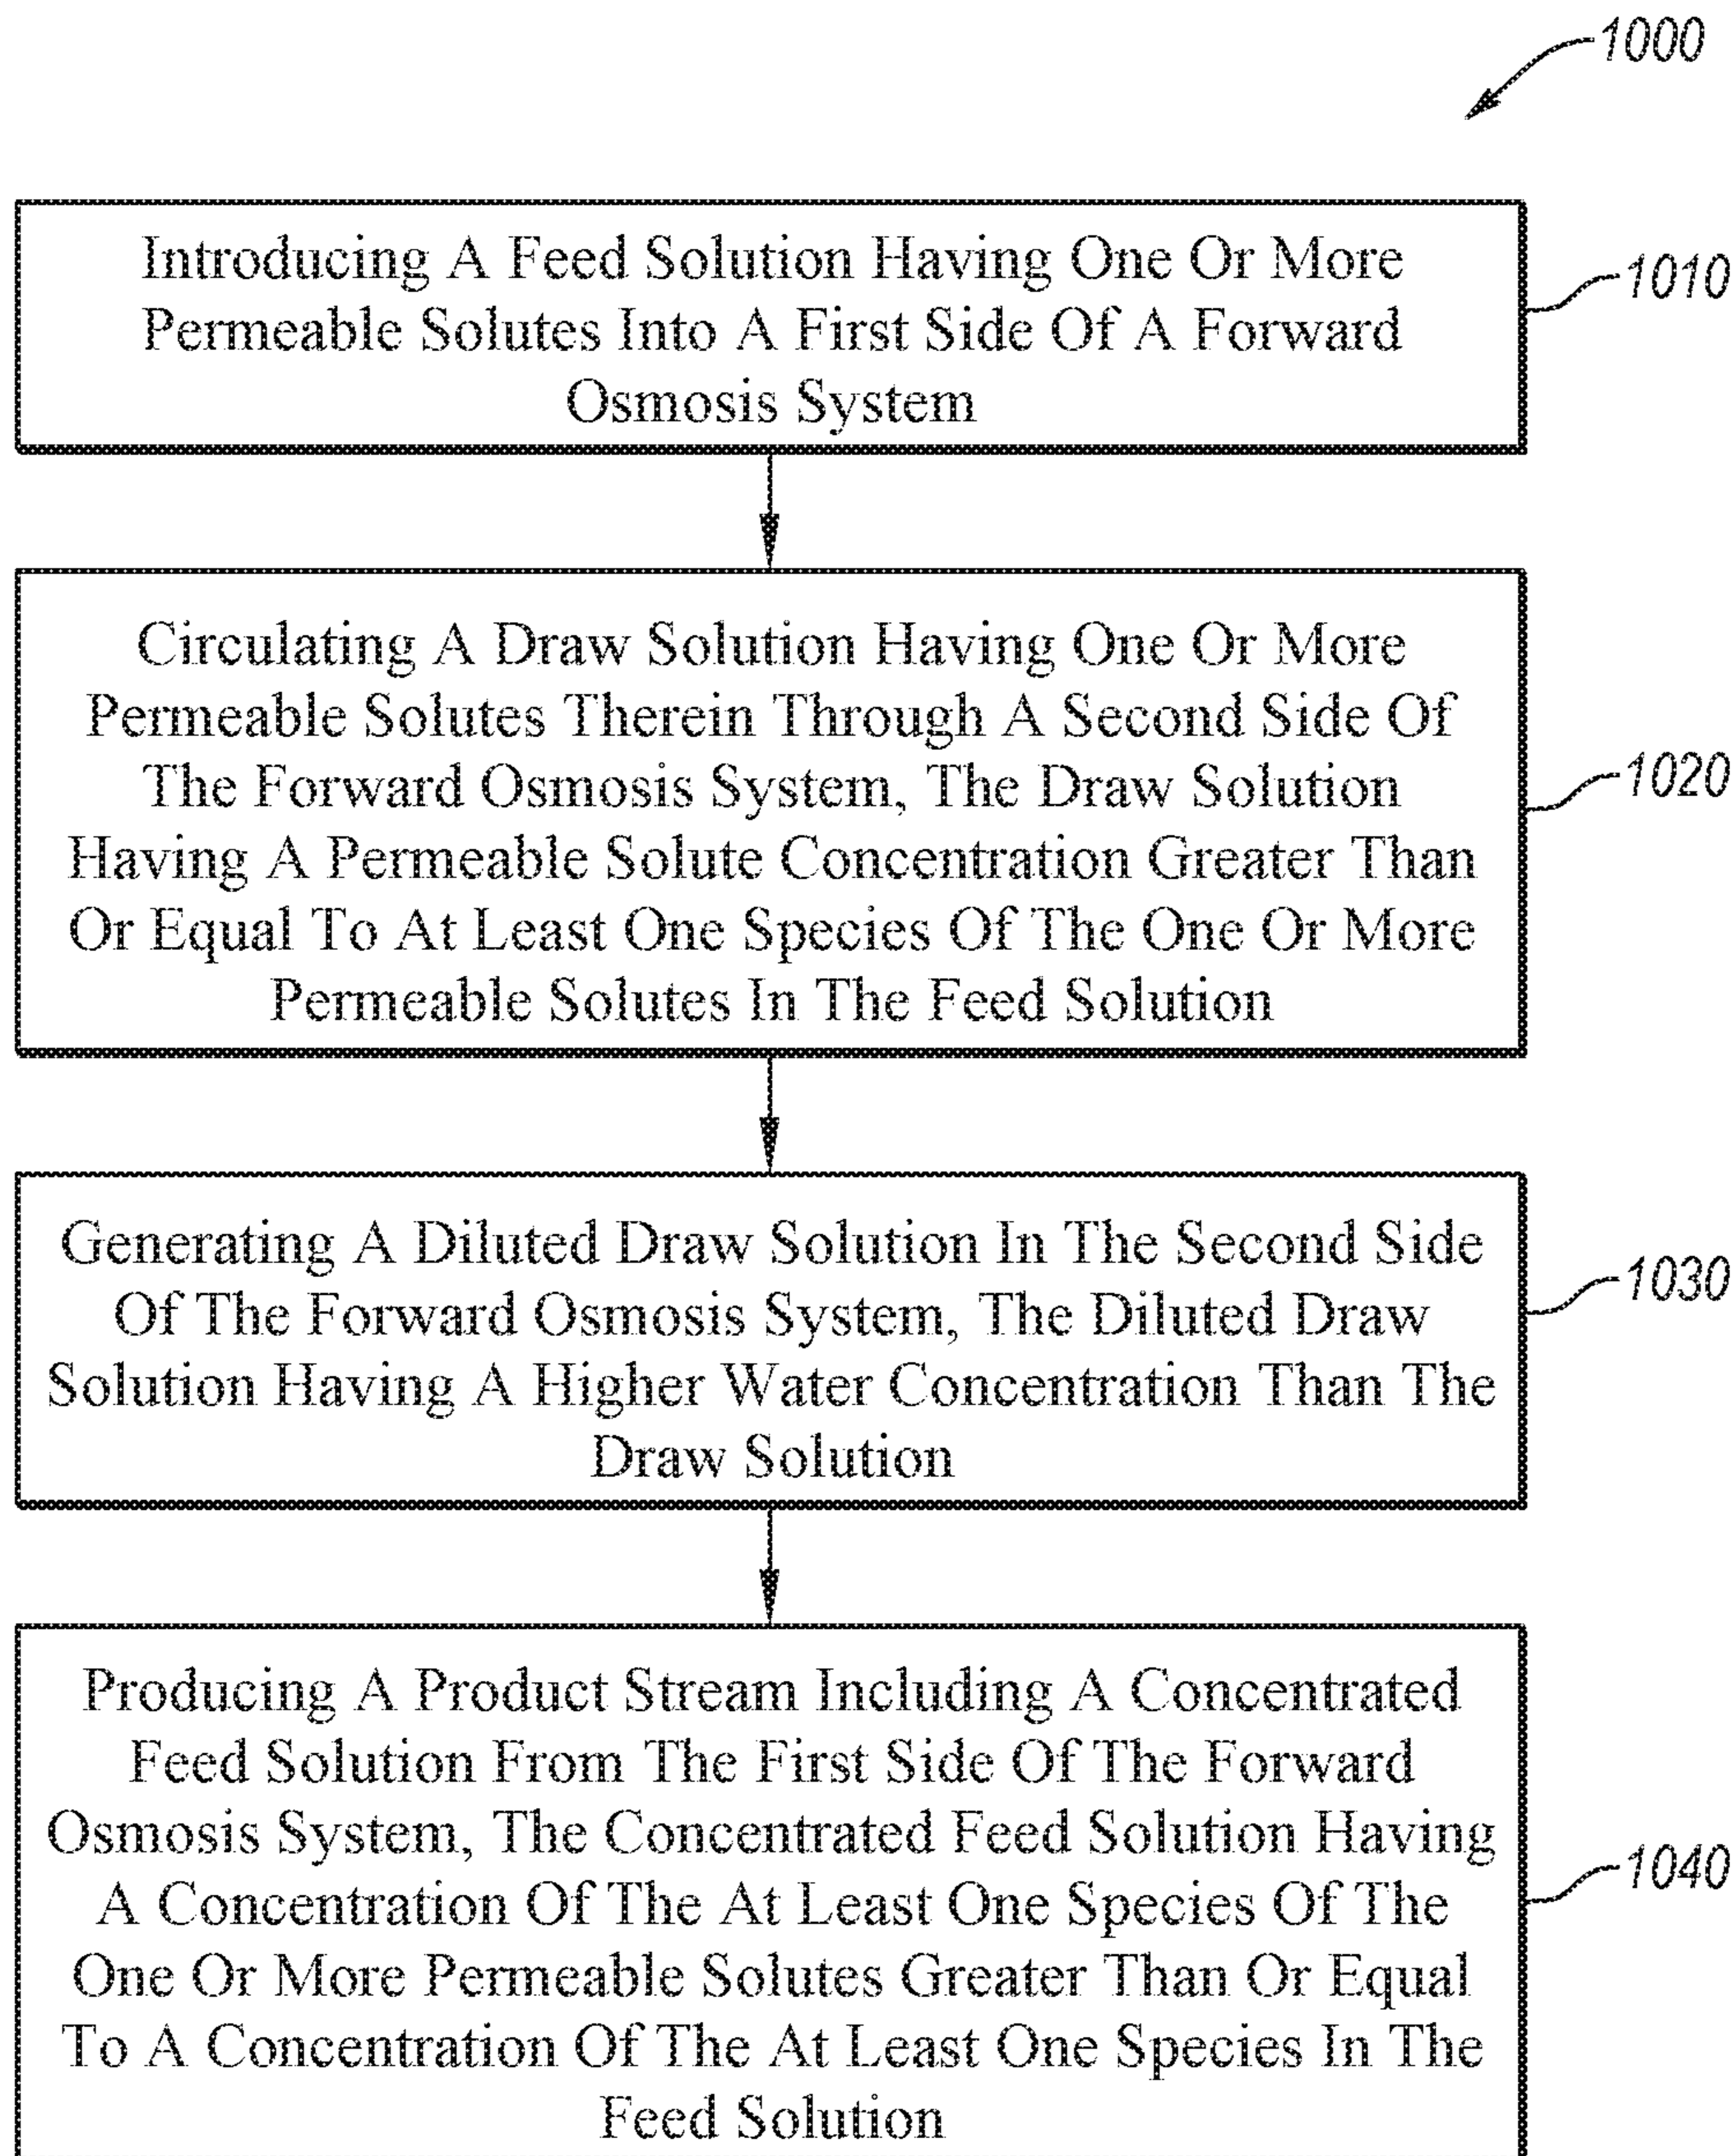 1000
Introducing A Feed Solution Having One Or More
Permeable Solutes Into A First Side Of A Forward
Osmosis System
1010
Circulating A Draw Solution Having One Or More
Permeable Solutes Therein Through A Second Side Of
The Forward Osmosis System, The Draw Solution
Having A Permeable Solute Concentration Greater Than
Or Equal To At Least One Species Of The One Or More
Permeable Solutes In The Feed Solution
1020
Generating A Diluted Draw Solution In The Second Side
Of The Forward Osmosis System, The Diluted Draw
Solution Having A Higher Water Concentration Than The
Draw Solution
1030
Producing A Product Stream Including A Concentrated
Feed Solution From The First Side Of The Forward
Osmosis System, The Concentrated Feed Solution Having
A Concentration Of The At Least One Species Of The
One Or More Permeable Solutes Greater Than Or Equal
To A Concentration Of The At Least One Species In The
Feed Solution
1040